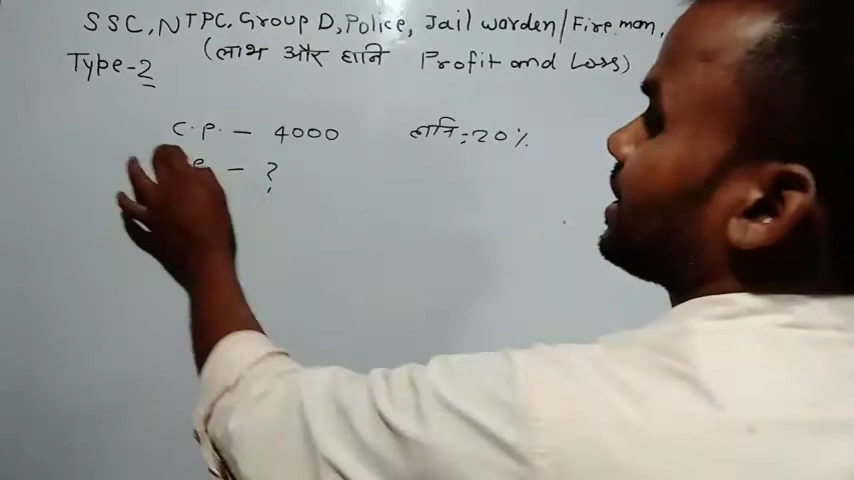 SSC, NTPC, Group D, Police, Jail warden/Fire man,
(लाभ और हानि Profit and Loss)
Type-2
C.P. - 4000 हानि = 20%
- ?